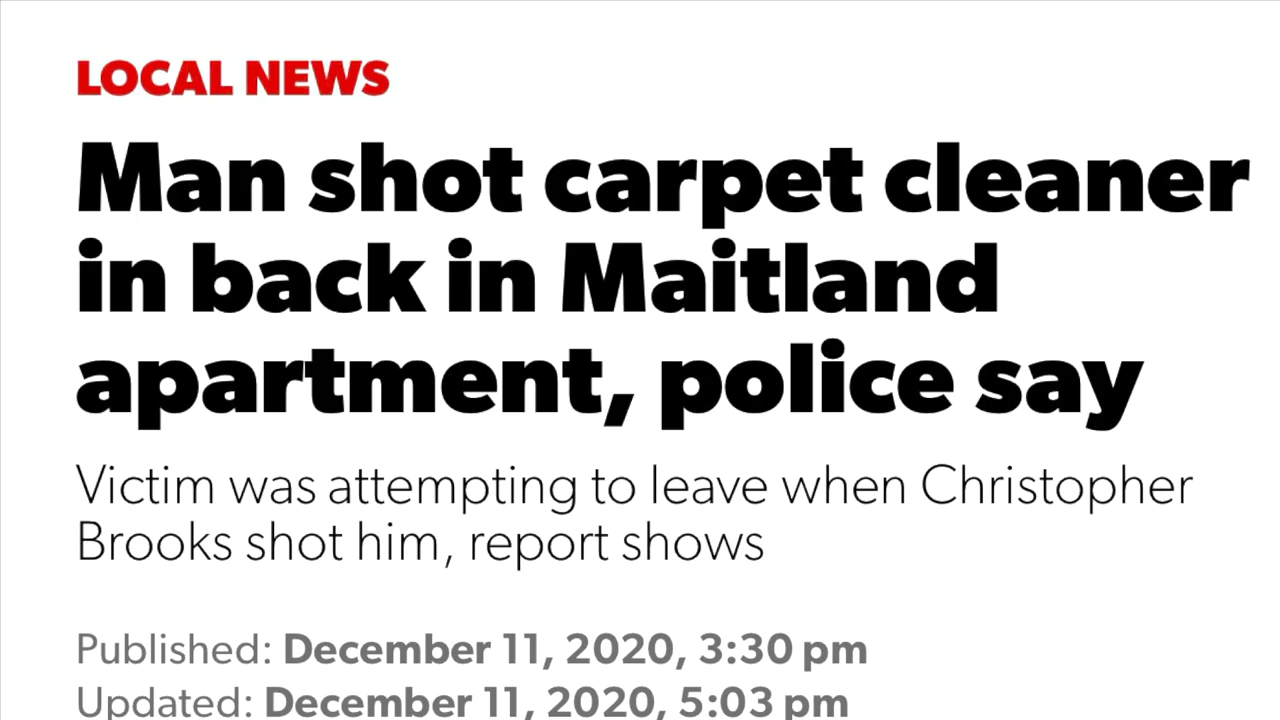 LOCAL NEWS
Man shot carpet cleaner
in back in Maitland
apartment, police say
Victim was attempting to leave when Christopher
Brooks shot him, report shows
Published: December 11, 2020, 3:30 pm
Updated: December 11, 2020, 5:03 pm